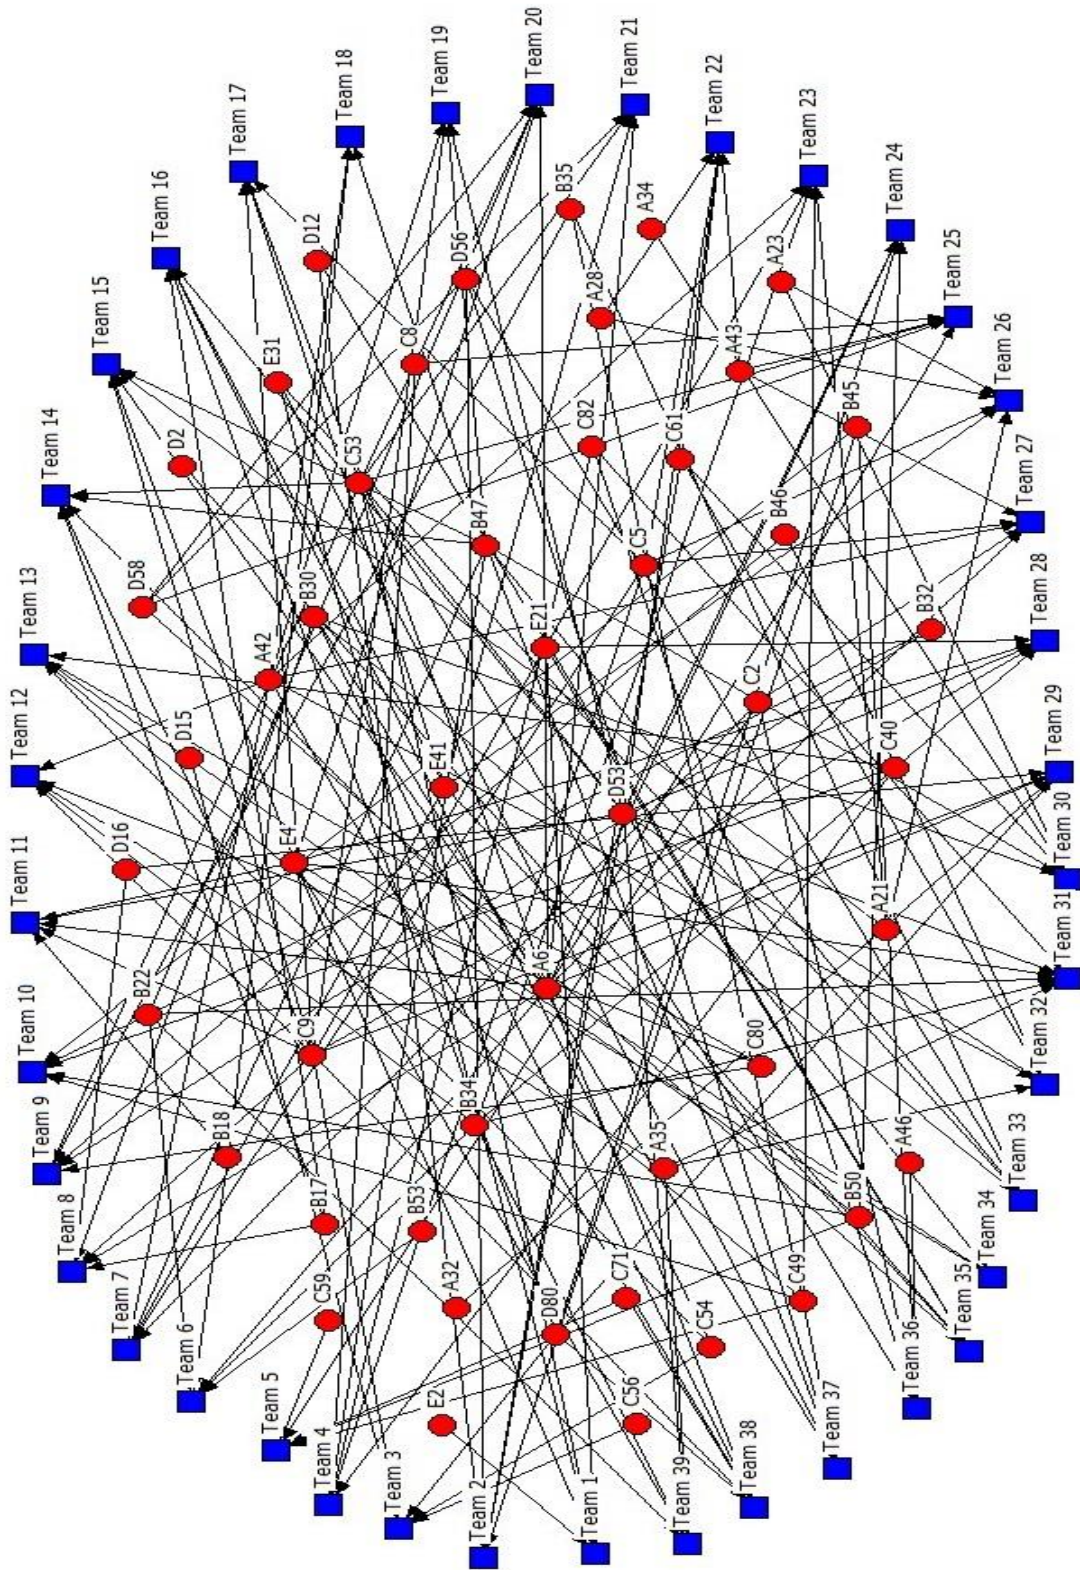 Team 20
Team 19
Team 21
Team 18
Team 22
Team 17
Team 23
Team 16
Team 24
B35
A34
D12
Team 15
D56
A23
Team 25
A28
C8
E31
A43
Team 26
Team 14
D2
C82
B45
C61
C53
Team 27
B46
B47
C5
D58
B30
B32
Team 28
Team 13
E21
A42
C2
D15
C40
Team 29
Team 12
E41
D53
D16
E4
Team 30
Team 11
A21
Team 31
A6
B22
C9
Team 32
Team 10
C80
B34
B18
A35
A46
Team 33
Team 9
B17
B53
B50
Team 34
Team 8
C59
A32
C71
C49
Team 35
Team 7
D80
C54
Team 36
Team 6
E2
C56
Team 37
Team 5
Team 4
Team 38
Team 3
Team 39
Team 2
Team 1